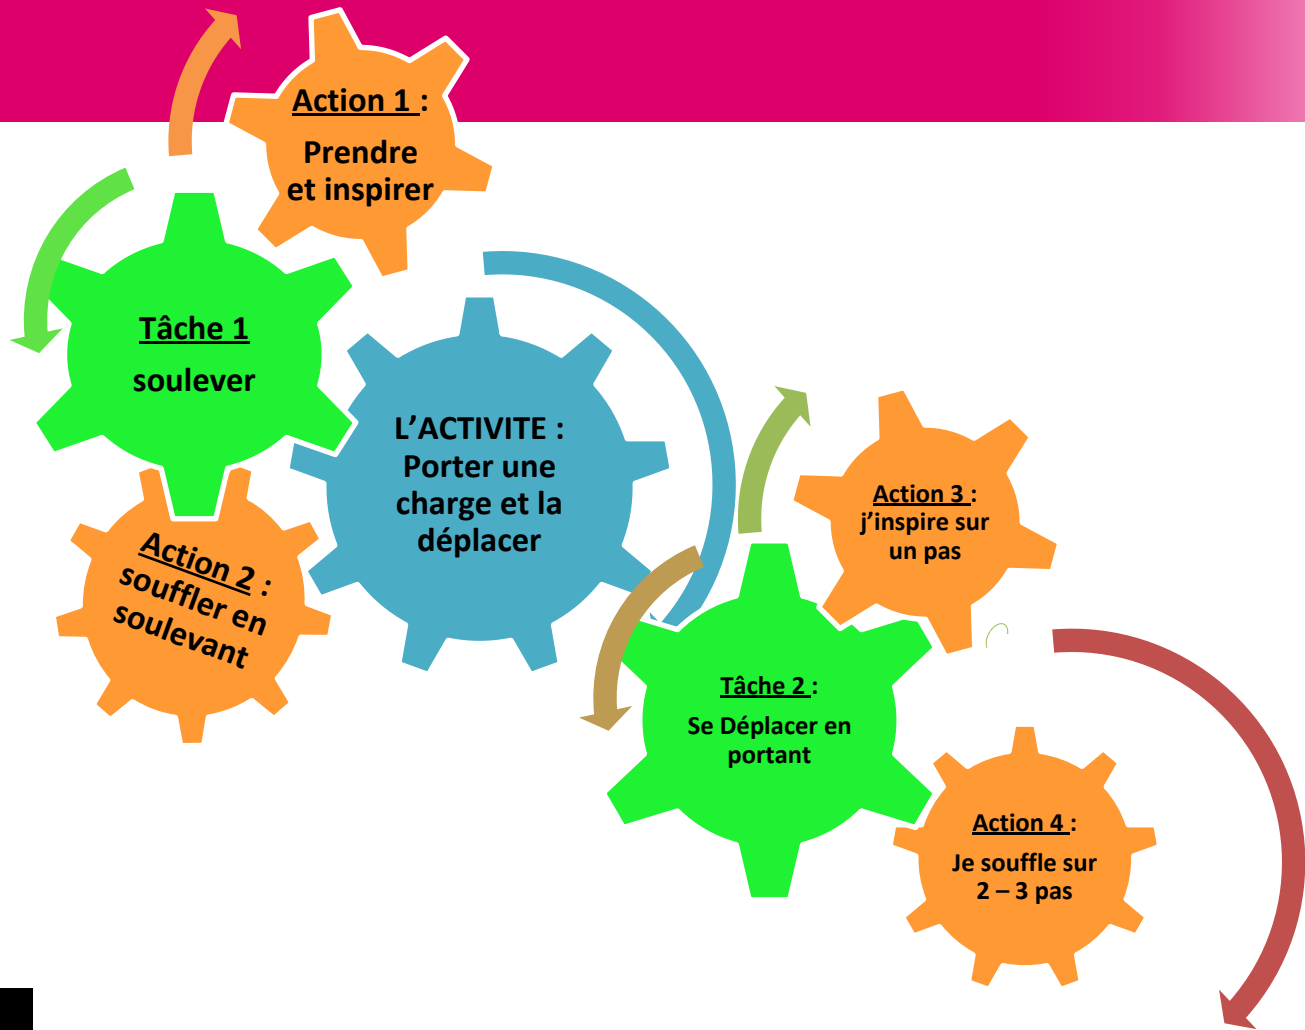 Action 1 :
Prendre
et inspirer
Tâche 1
soulever
L’ACTIVITE :
Porter une
charge et la
déplacer
Action 2 :
souffler en
soulevant
Action 3 :
j’inspire sur
un pas
Tâche 2 :
Se Déplacer en
portant
Action 4 :
Je souffle sur
2 – 3 pas